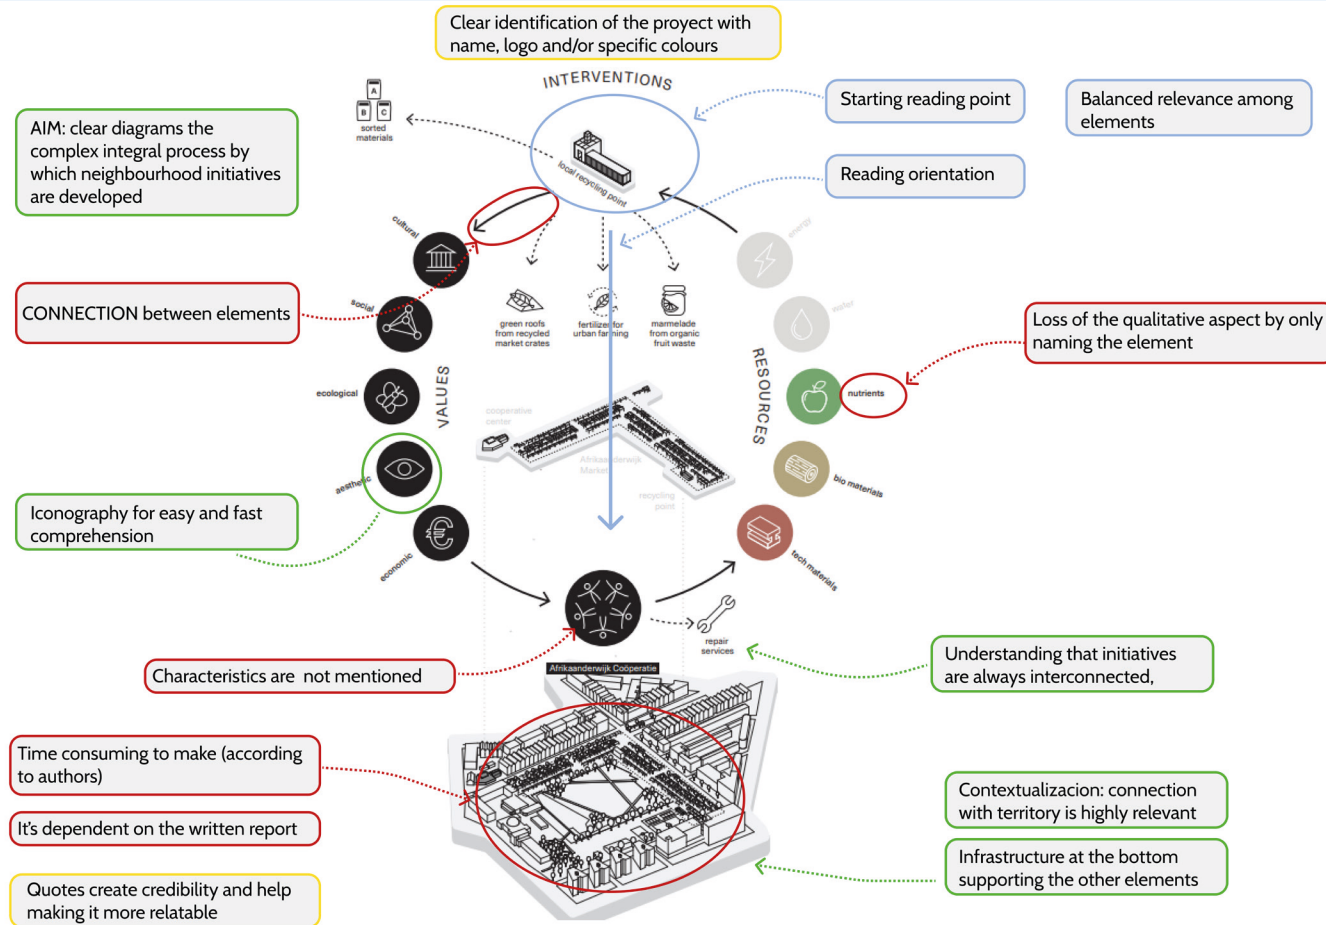 Clear identification of the proyect with
name, logo and/or specific colours
INTERVENTIONS
A
B
C
sorted
materials
local recycling point
Starting reading point
Balanced relevance among
elements
Reading orientation
AIM: clear diagrams the
complex integral process by
which neighbourhood initiatives
are developed
CONNECTION between elements
cultural
social
ecological
aesthetic
economic
VALUES
green roofs
from recycled
market crates
fertilizer for
urban farming
marmelade
from organic
fruit waste
energy
water
nutrients
bio materials
tech materials
RESOURCES
Loss of the qualitative aspect by only
naming the element
cooperative
center
Afrikaanderwijk
Market
recycling
point
Iconography for easy and fast
comprehension
repair
services
Afrikaanderwijk Coöperatie
Characteristics are not mentioned
Understanding that initiatives
are always interconnected,
Time consuming to make (according
to authors)
It's dependent on the written report
Quotes create credibility and help
making it more relatable
Contextualizacion: connection
with territory is highly relevant
Infrastructure at the bottom
supporting the other elements